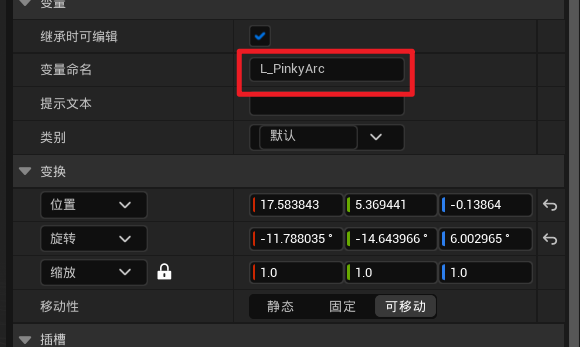 变量
继承时可编辑
变量命名 L_PinkyArc
提示文本
类别 默认
变换
位置 17.583843 5.369441 -0.13864
旋转 -11.788035 ° -14.643966 ° 6.002965 °
缩放 1.0 1.0 1.0
移动性 静态 固定 可移动
插槽